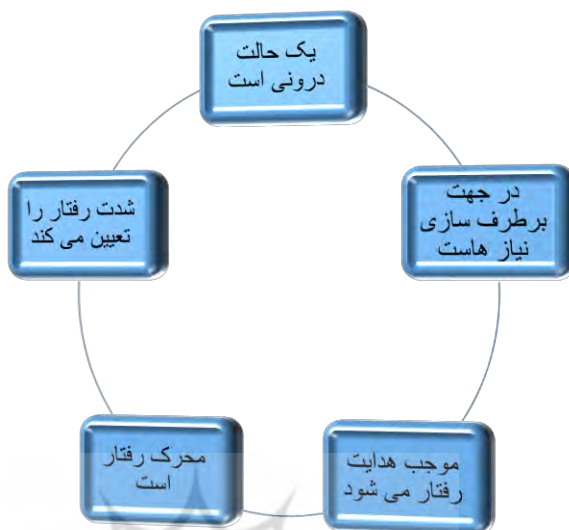 یک حالت
درونی است
در جهت
برطرف سازی
نیاز هاست
موجب هدایت
رفتار می شود
محرک رفتار
است
شدت رفتار را
تعیین می کند